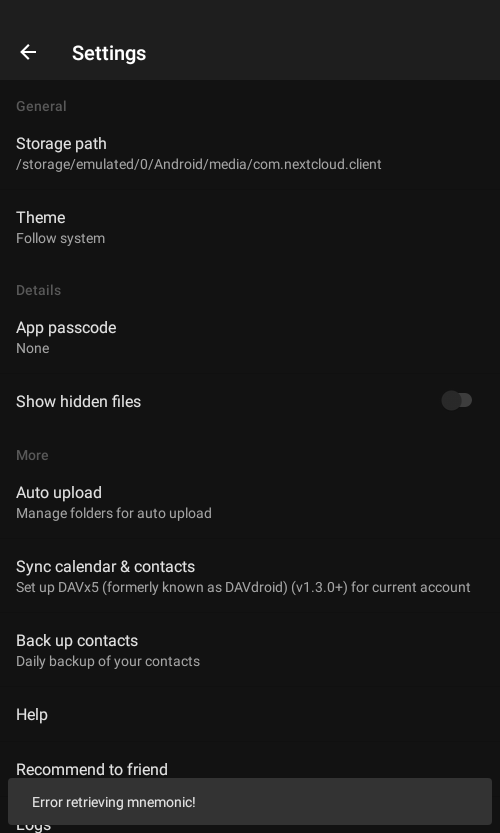 Settings
General
Storage path
/storage/emulated/0/Android/media/com.nextcloud.client
Theme
Follow system
Details
App passcode
None
Show hidden files
More
Auto upload
Manage folders for auto upload
Sync calendar & contacts
Set up DAVx5 (formerly known as DAVdroid) (v1.3.0+) for current account
Back up contacts
Daily backup of your contacts
Help
Recommend to friend
Error retrieving mnemonic!
Logs